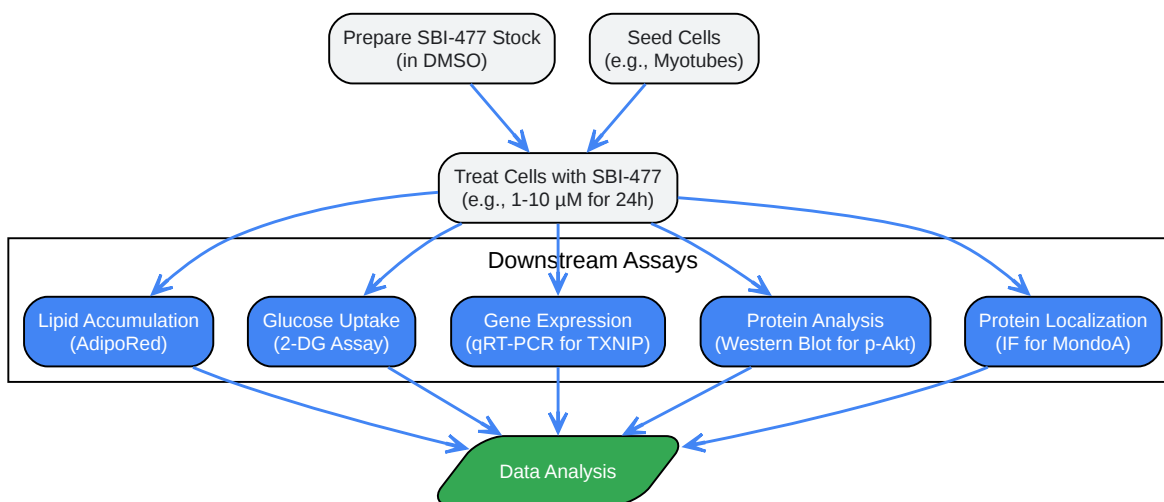 Prepare SBI-477 Stock
(in DMSO)
Seed Cells
(e.g., Myotubes)
Treat Cells with SBI-477
(e.g., 1-10 µM for 24h)
Downstream Assays
Lipid Accumulation
(AdipoRed)
Glucose Uptake
(2-DG Assay)
Gene Expression
(qRT-PCR for TXNIP)
Protein Analysis
(Western Blot for p-Akt)
Protein Localization
(IF for MondoA)
Data Analysis